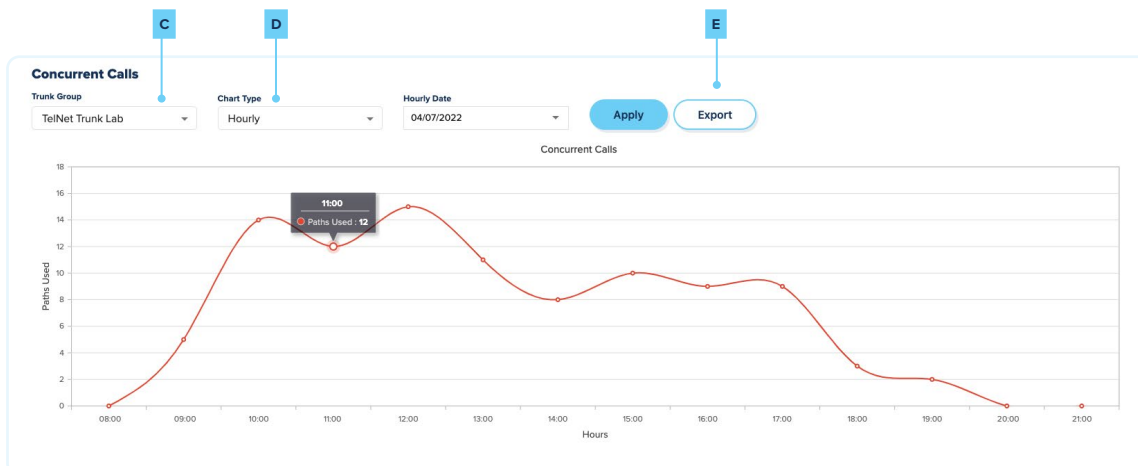 C D E
Concurrent Calls
Trunk Group Chart Type Hourly Date
TelNet Trunk Lab Hourly 04/07/2022 Apply Export
Concurrent Calls
18
16
11:00
Paths Used : 12
14
12
10
8
6
4
2
0
Paths Used
08:00 09:00 10:00 11:00 12:00 13:00 14:00 15:00 16:00 17:00 18:00 19:00 20:00 21:00
Hours